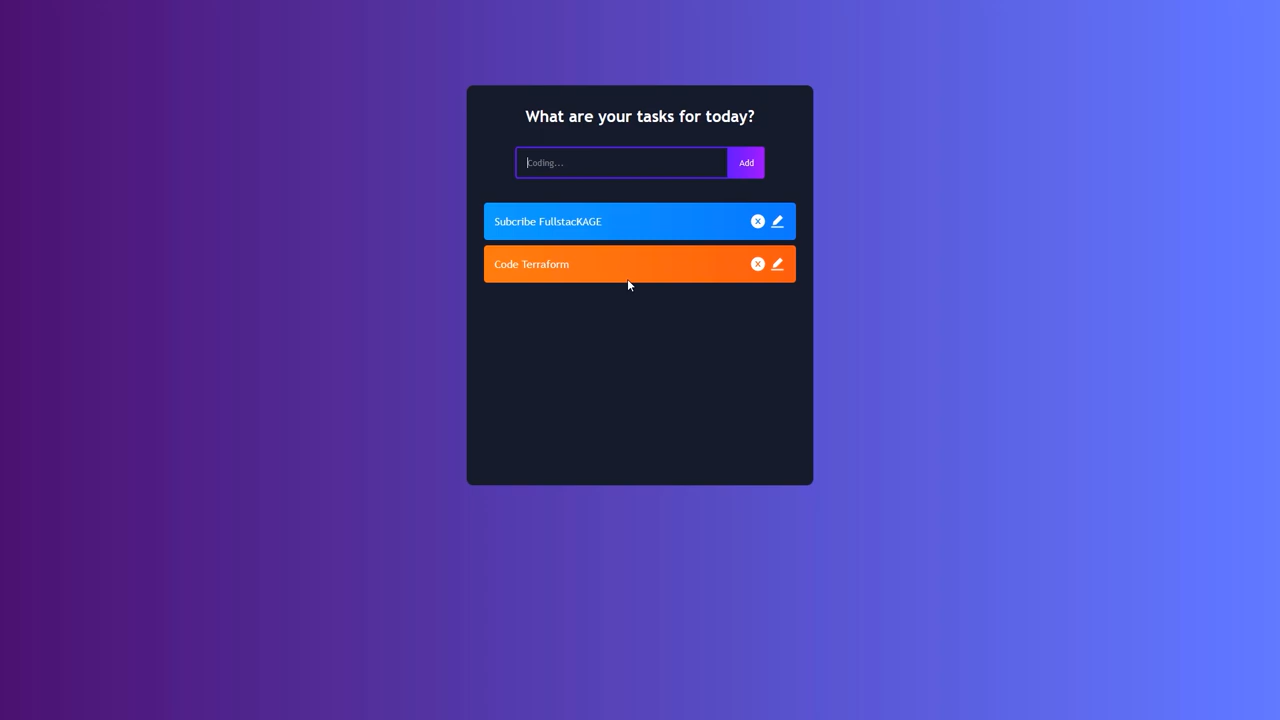 What are your tasks for today?
Coding...
Add
Subcribe FullstacKAGE
Code Terraform